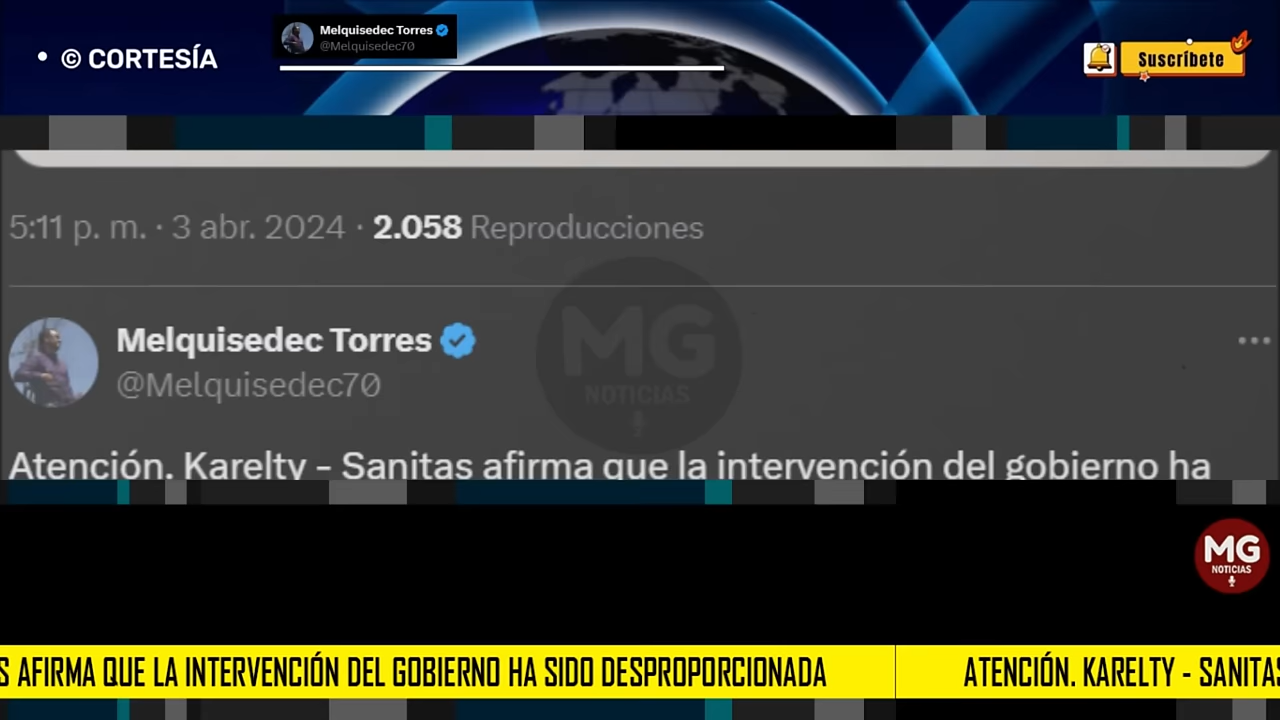 • © CORTESÍA
Melquisedec Torres
@Melquisedec70
Suscríbete
5:11 p. m. · 3 abr. 2024 · 2.058 Reproducciones
Melquisedec Torres
@Melquisedec70
MG
NOTICIAS
Atención. Karelty - Sanitas afirma que la intervención del gobierno ha
MG
NOTICIAS
S AFIRMA QUE LA INTERVENCIÓN DEL GOBIERNO HA SIDO DESPROPORCIONADA
ATENCIÓN. KARELTY - SANITAS